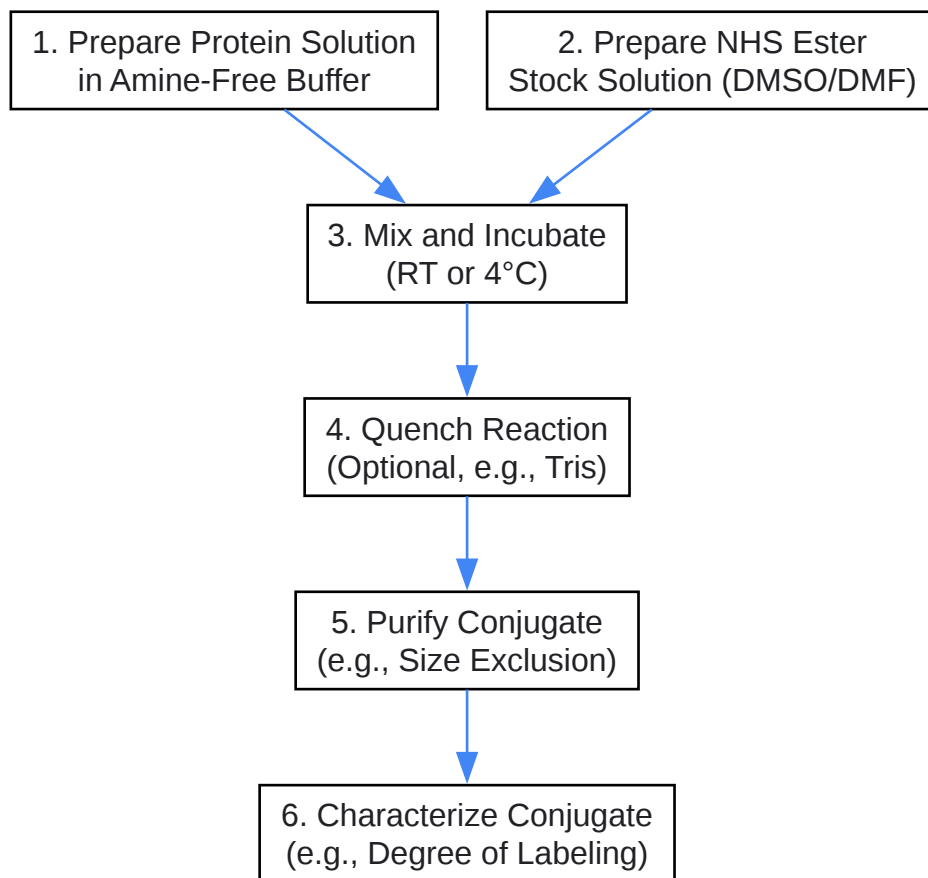 1. Prepare Protein Solution
in Amine-Free Buffer
2. Prepare NHS Ester
Stock Solution (DMSO/DMF)
3. Mix and Incubate
(RT or 4°C)
4. Quench Reaction
(Optional, e.g., Tris)
5. Purify Conjugate
(e.g., Size Exclusion)
6. Characterize Conjugate
(e.g., Degree of Labeling)